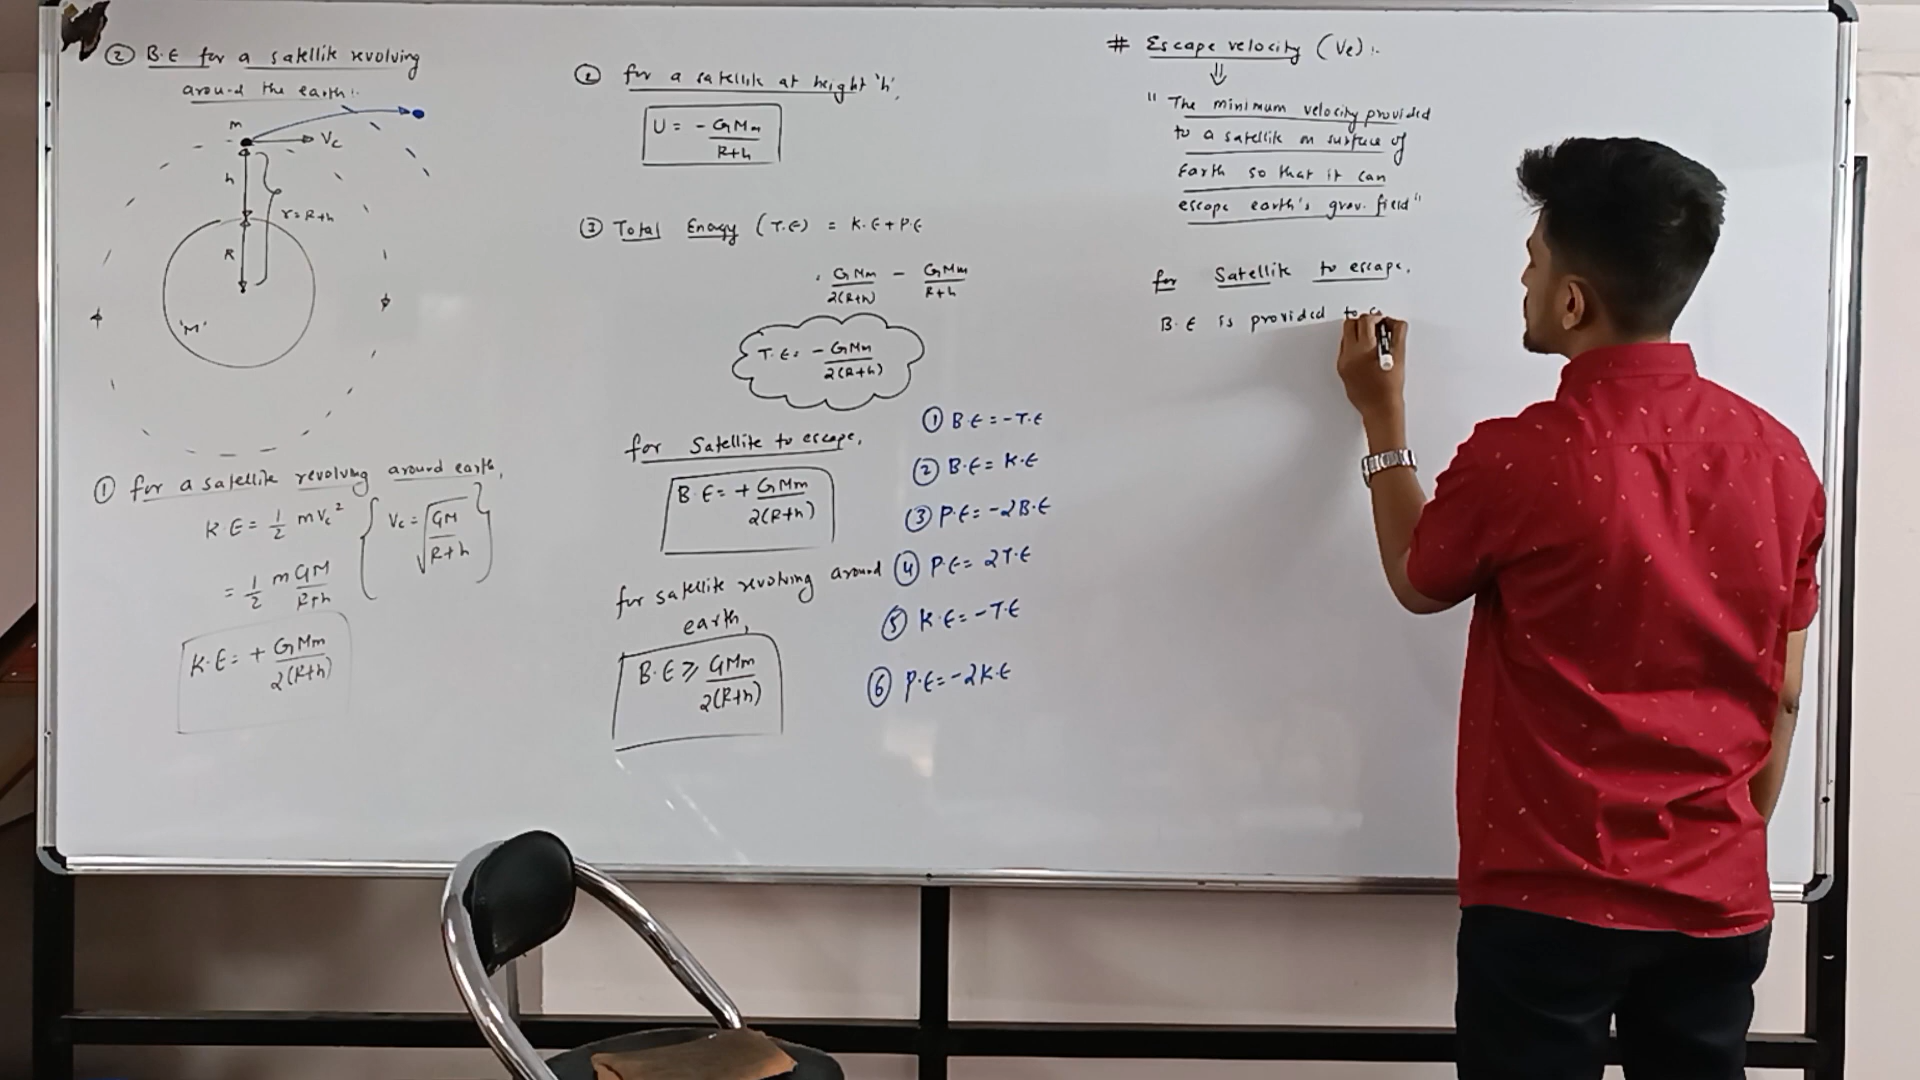 ② B.E for a satellite revolving
around the earth:.
m
Vc
h
r=R+h
R
'M'
① for a satellite revolving around earth,
K.E = 1/2 mVc²
{ Vc = √GM/R+h }
= 1/2 m GM/R+h
K.E = + GMm/2(R+h)
② for a satellite at height 'h',
U = - GMm/R+h
③ Total Energy (T.E) = K.E + P.E
= GMm/2(R+h) - GMm/R+h
T.E = - GMm/2(R+h)
for Satellite to escape,
B.E = + GMm/2(R+h)
for satellite revolving around
earth,
B.E ⩾ GMm/2(R+h)
① B.E = -T.E
② B.E = K.E
③ P.E = -2B.E
④ P.E = 2T.E
⑤ K.E = -T.E
⑥ P.E = -2K.E
# Escape velocity (Ve):.
⇓
" The minimum velocity provided
to a satellite on surface of
Earth so that it can
escape earth's grav. field"
for Satellite to escape,
B.E is provided to